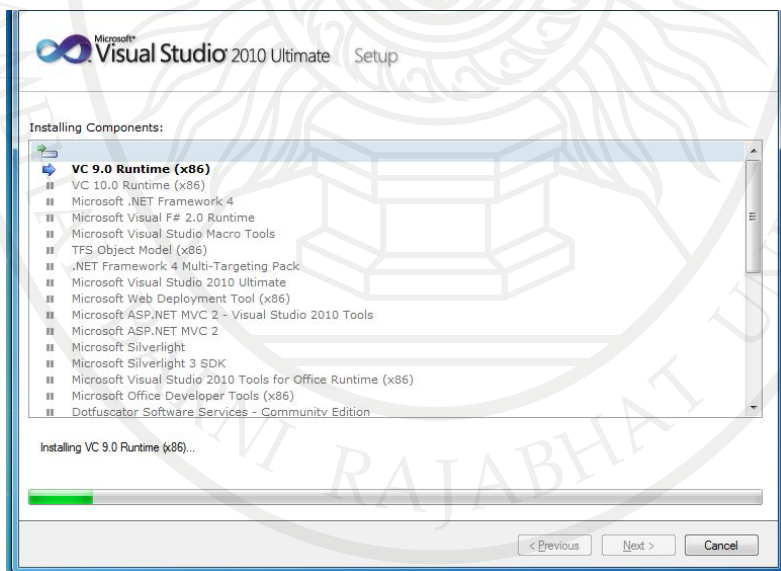 Microsoft®
Visual Studio 2010 Ultimate Setup
Installing Components:
VC 9.0 Runtime (x86)
VC 10.0 Runtime (x86)
Microsoft .NET Framework 4
Microsoft Visual F# 2.0 Runtime
Microsoft Visual Studio Macro Tools
TFS Object Model (x86)
.NET Framework 4 Multi-Targeting Pack
Microsoft Visual Studio 2010 Ultimate
Microsoft Web Deployment Tool (x86)
Microsoft ASP.NET MVC 2 - Visual Studio 2010 Tools
Microsoft ASP.NET MVC 2
Microsoft Silverlight
Microsoft Silverlight 3 SDK
Microsoft Visual Studio 2010 Tools for Office Runtime (x86)
Microsoft Office Developer Tools (x86)
Dotfuscator Software Services - Community Edition
Installing VC 9.0 Runtime (x86)...
< Previous Next > Cancel
RAJABHAT